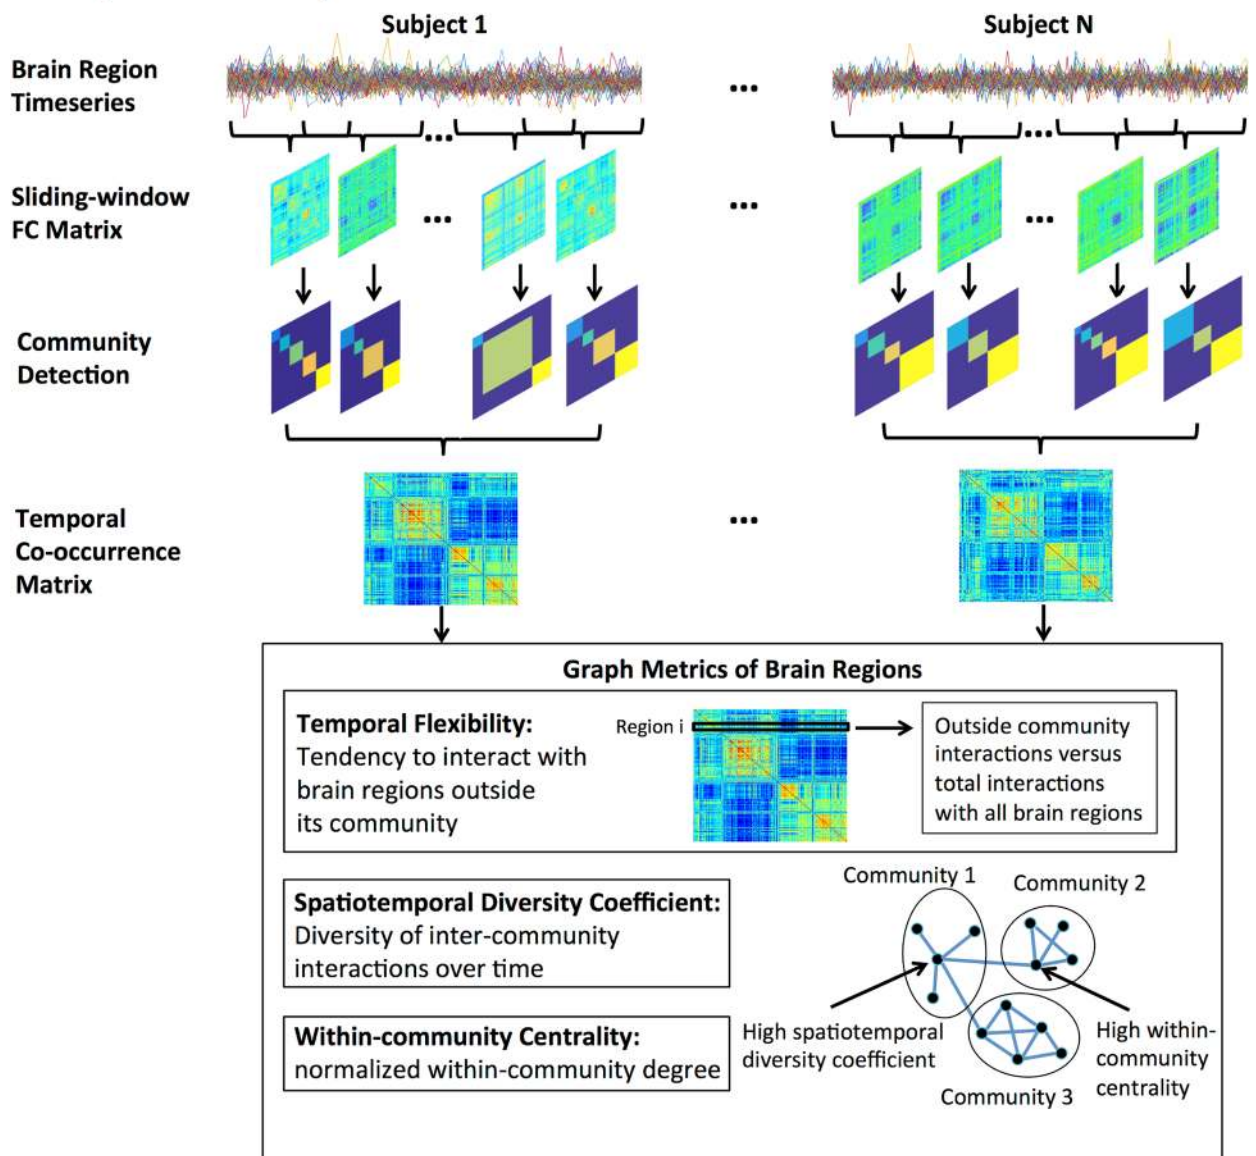 Subject 1
Subject N
Brain Region
Timeseries
...
...
...
Sliding-window
FC Matrix
...
...
...
Community
Detection
Temporal
Co-occurrence
Matrix
...
Graph Metrics of Brain Regions
Temporal Flexibility:
Tendency to interact with
brain regions outside
its community
Region i
Outside community
interactions versus
total interactions
with all brain regions
Spatiotemporal Diversity Coefficient:
Diversity of inter-community
interactions over time
Within-community Centrality:
normalized within-community degree
Community 1
Community 2
High spatiotemporal
diversity coefficient
High within-
community
centrality
Community 3